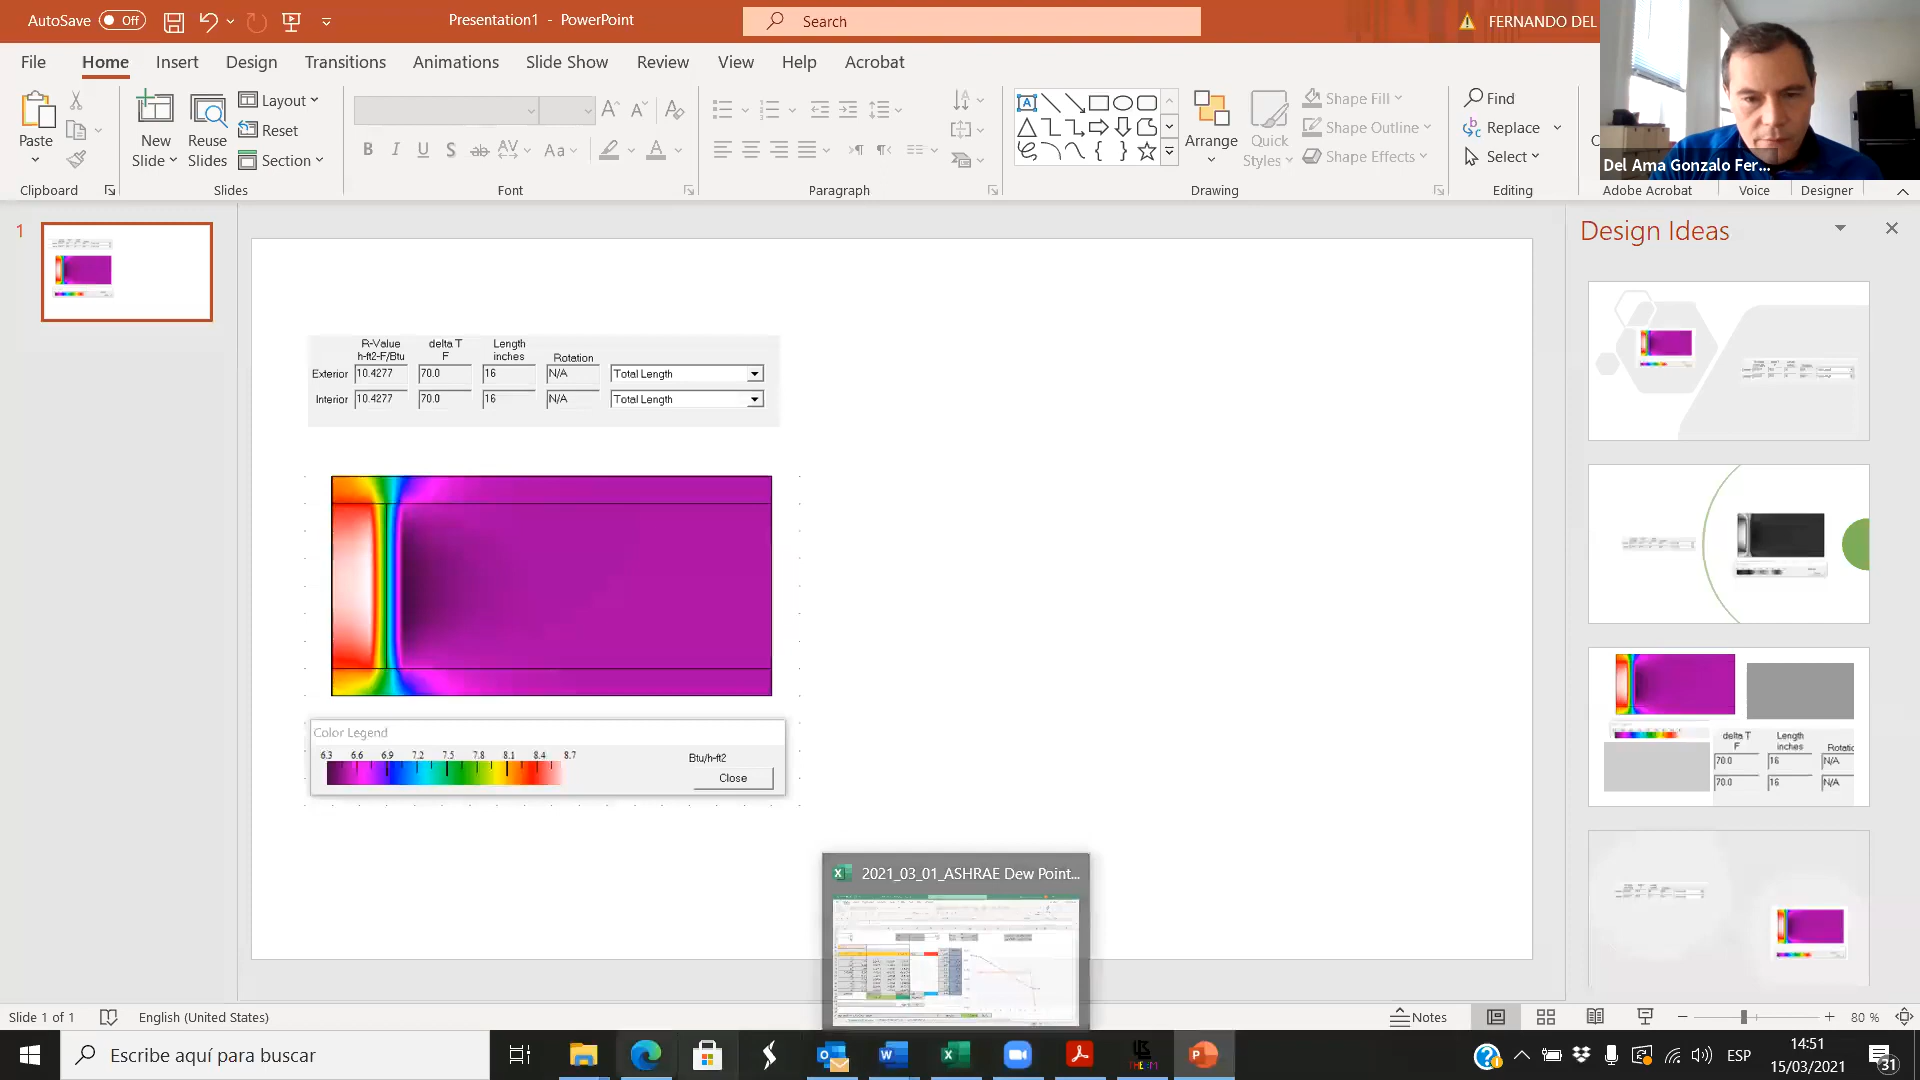 AutoSave Off Presentation1 - PowerPoint Search FERNANDO DEL
File Home Insert Design Transitions Animations Slide Show Review View Help Acrobat
Paste New Slide Reuse Slides Layout Reset Section
B I U S ab AV Aa A
Arrange Quick Styles Shape Fill Shape Outline Shape Effects
Find Replace Select
Clipboard Slides Font Paragraph Drawing Editing Adobe Acrobat Voice Designer
Del Ama Gonzalo Fer...
1
Design Ideas
R-Value h-ft2-F/Btu delta T F Length inches Rotation
Exterior 10.4277 70.0 16 N/A Total Length
Interior 10.4277 70.0 16 N/A Total Length
Color Legend
6.3 6.6 6.9 7.2 7.5 7.8 8.1 8.4 8.7 Btu/h-ft2
Close
delta T F Length inches Rotatic
70.0 16 N/A
70.0 16 N/A
2021_03_01_ASHRAE Dew Point...
Slide 1 of 1 English (United States) Notes 80 %
Escribe aquí para buscar
ESP 14:51
15/03/2021 31